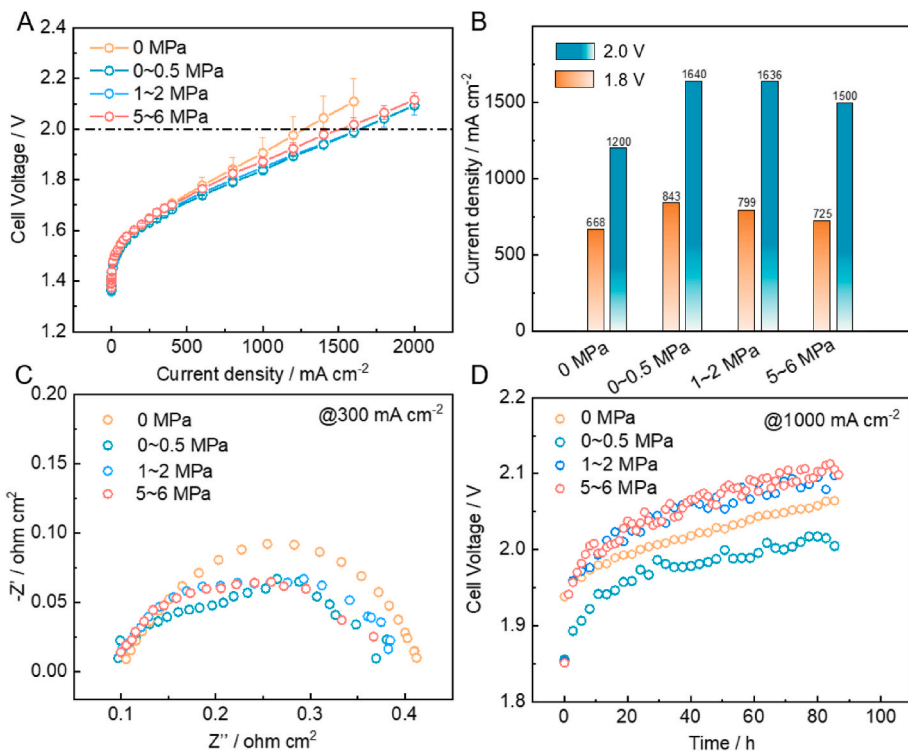 A
Cell Voltage / V
2.4
2.2
2.0
1.8
1.6
1.4
1.2
0 MPa
0~0.5 MPa
1~2 MPa
5~6 MPa
0 500 1000 1500 2000
Current density / mA cm⁻²
B
Current density / mA cm⁻²
1500
1000
500
0
2.0 V
1.8 V
668
1200
843
1640
799
1636
725
1500
0 MPa
0~0.5 MPa
1~2 MPa
5~6 MPa
C
-Z' / ohm cm²
0.20
0.15
0.10
0.05
0.00
0 MPa
0~0.5 MPa
1~2 MPa
5~6 MPa
@300 mA cm⁻²
0.1 0.2 0.3 0.4
Z'' / ohm cm²
D
Cell Voltage / V
2.2
2.1
2.0
1.9
1.8
0 MPa
0~0.5 MPa
1~2 MPa
5~6 MPa
@1000 mA cm⁻²
0 20 40 60 80 100
Time / h